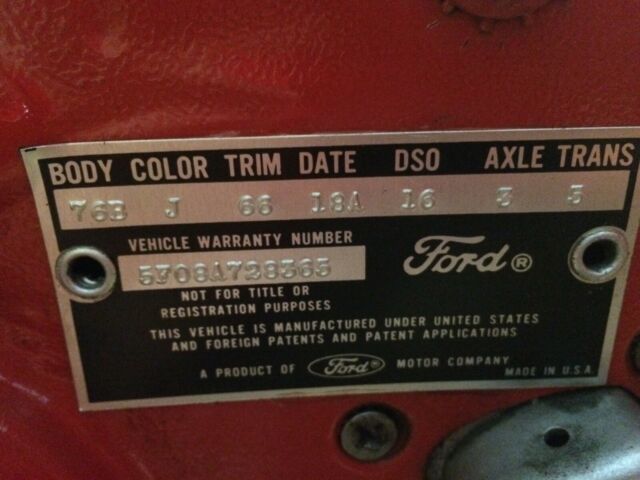 BODY COLOR TRIM DATE DSO AXLE TRANS
76B J 66 18A 16 3 5
VEHICLE WARRANTY NUMBER
5F08A728365
Ford®
NOT FOR TITLE OR
REGISTRATION PURPOSES
THIS VEHICLE IS MANUFACTURED UNDER UNITED STATES
AND FOREIGN PATENTS AND PATENT APPLICATIONS
A PRODUCT OF Ford MOTOR COMPANY
MADE IN U.S.A.